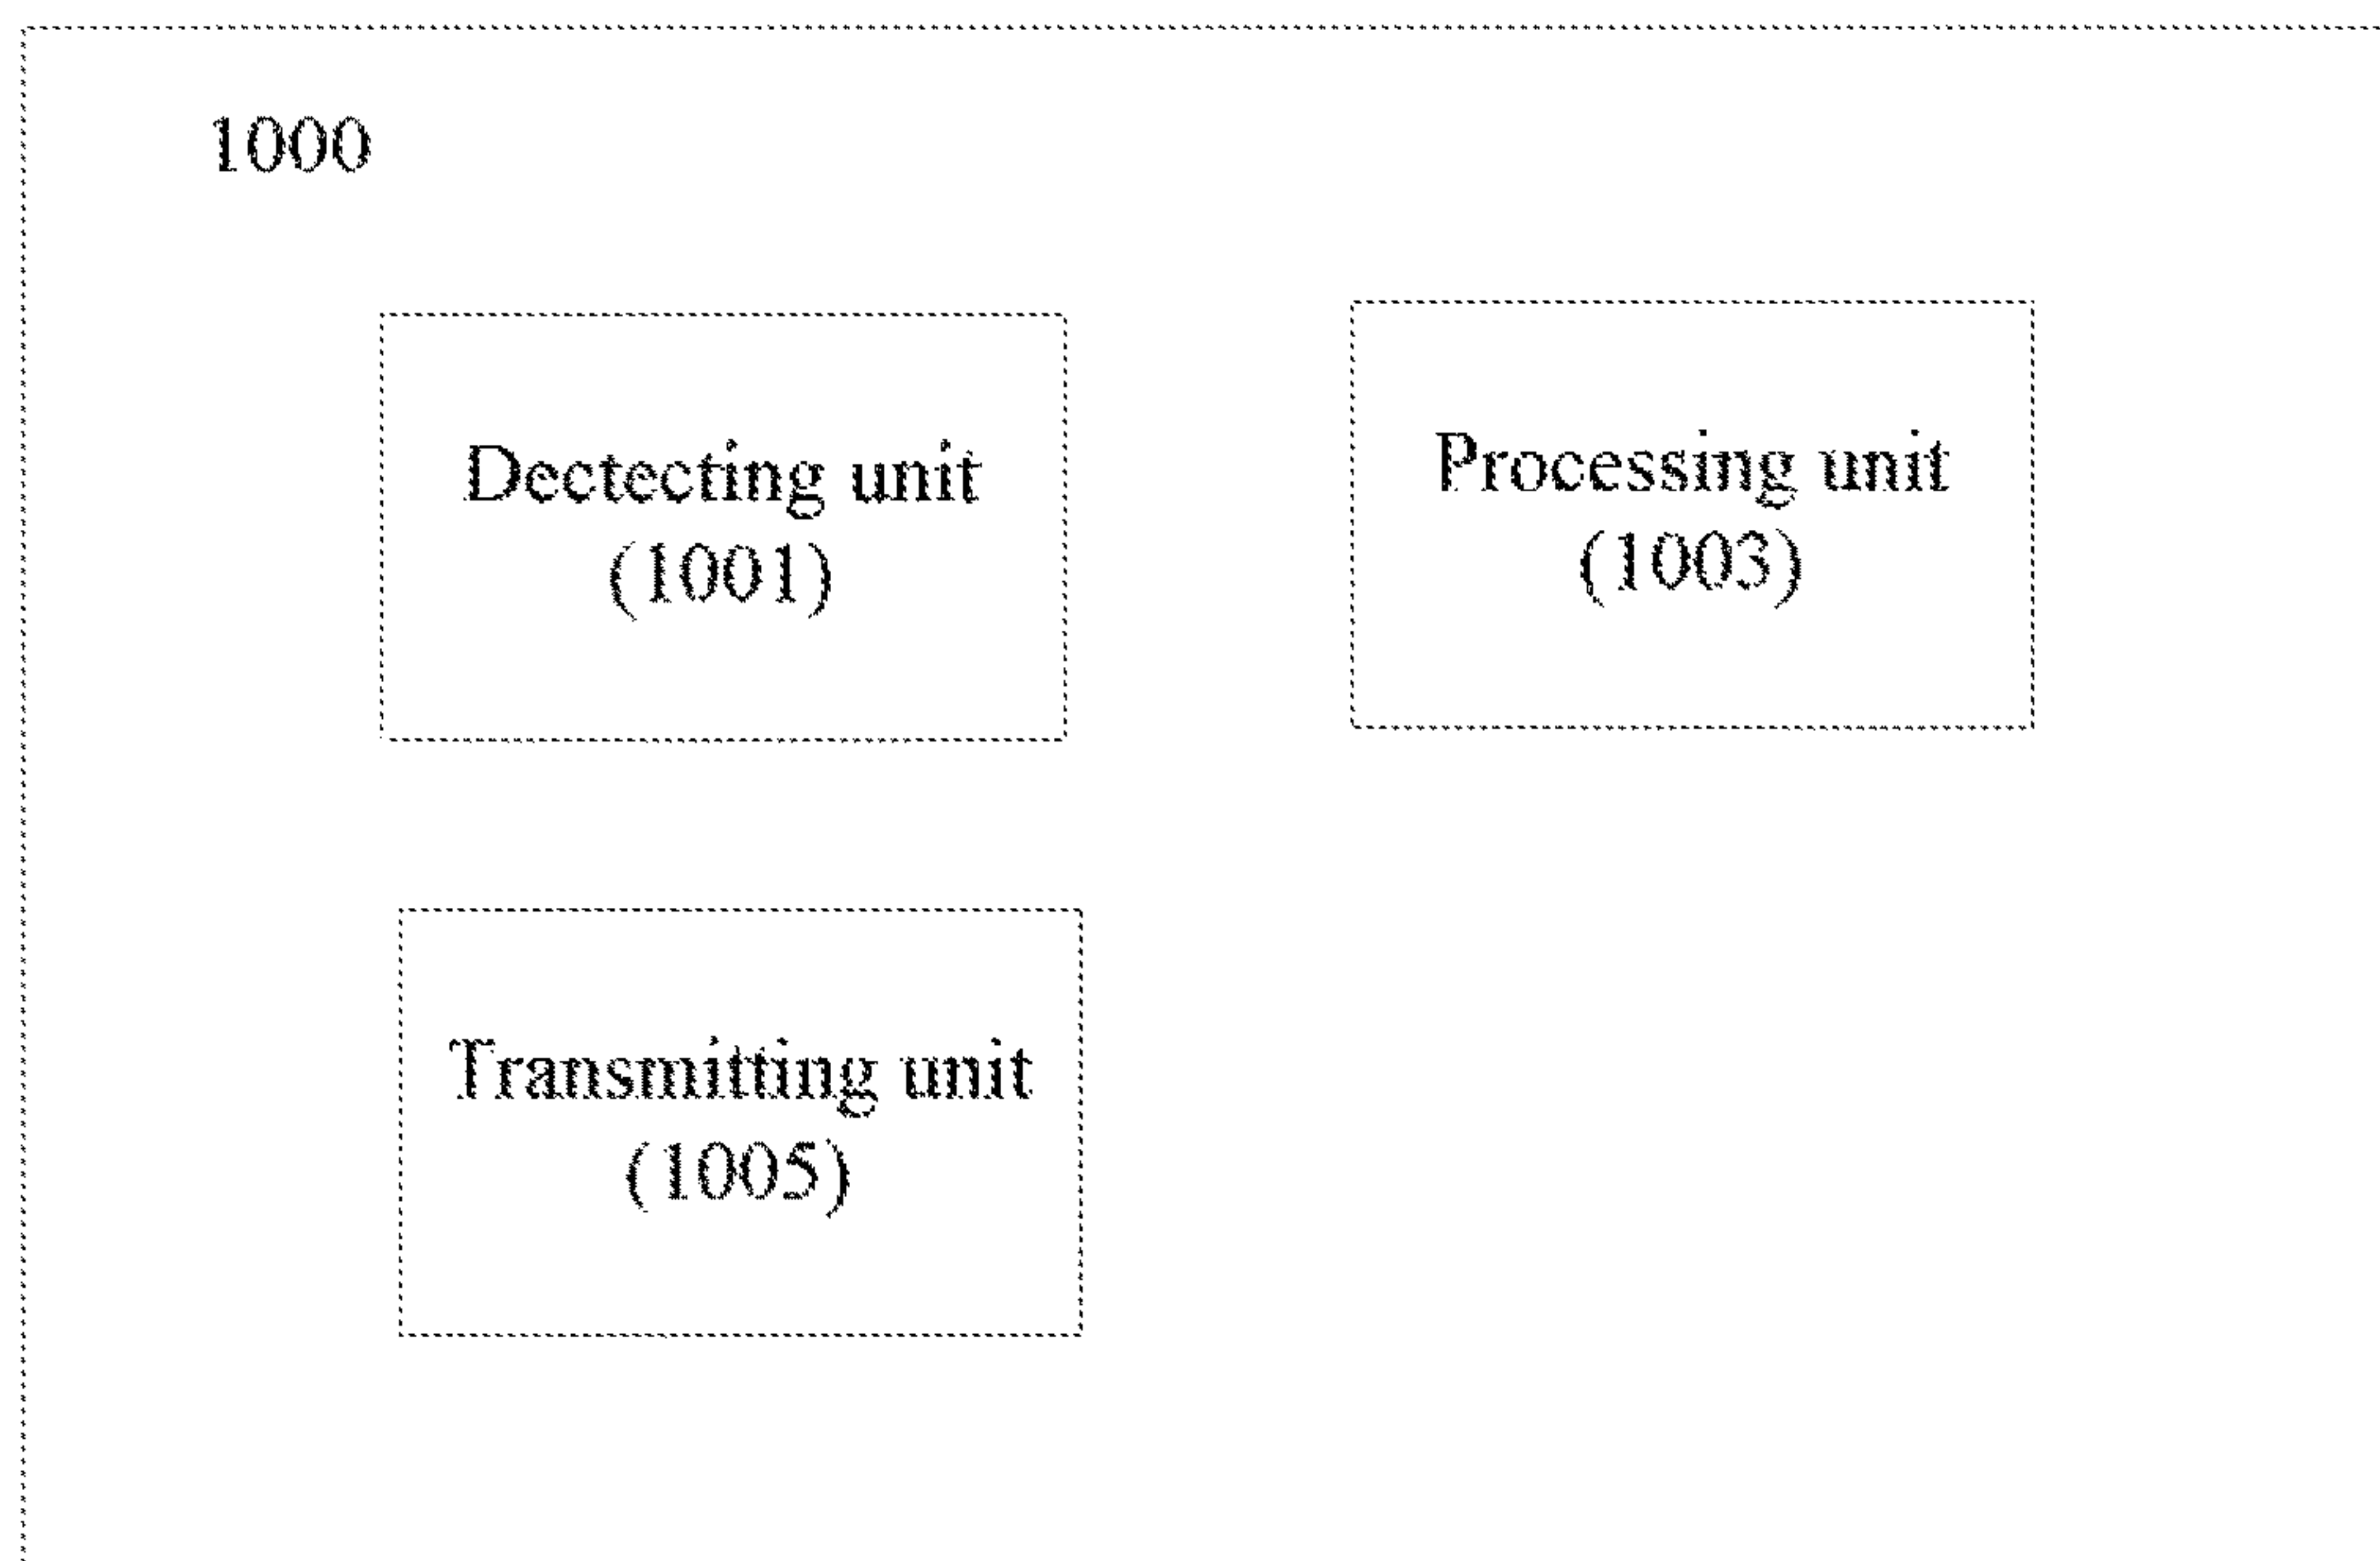 1000
Dectecting unit
(1001)
Processing unit
(1003)
Transmitting unit
(1005)